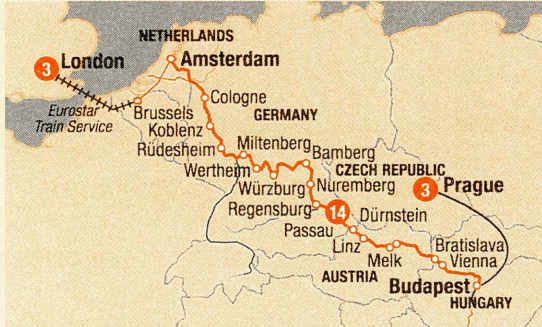 NETHERLANDS
3 London
Amsterdam
Eurostar
Train Service
Brussels
Cologne
GERMANY
Koblenz
Rüdesheim
Miltenberg
Bamberg
Wertheim
CZECH REPUBLIC
Würzburg
Nuremberg
3 Prague
Regensburg
14
Dürnstein
Passau
Linz
Bratislava
Melk
Vienna
AUSTRIA
Budapest
HUNGARY